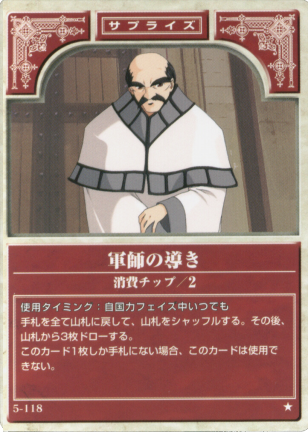 サプライズ
軍師の導き
消費チップ／2
使用タイミング：自国力フェイス中いつでも
手札を全て山札に戻して、山札をシャッフルする。その後、
山札から3枚ドローする。
このカード1枚しか手札にない場合、このカードは使用で
きない。
5-118
★